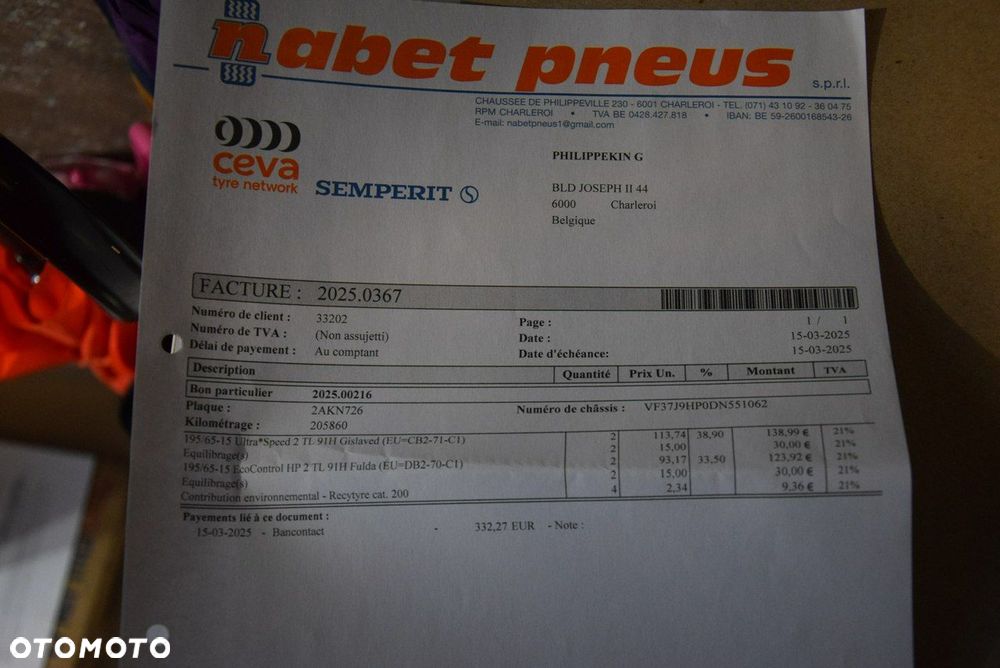 nabet pneus s.p.r.l.
CHAUSSEE DE PHILIPPEVILLE 230 - 6001 CHARLEROI - TEL. (071) 43 10 92 - 36 04 75
RPM CHARLEROI • TVA BE 0428.427.818 • IBAN: BE 59-2600168543-26
E-mail: nabetpneus1@gmail.com
ceva
tyre network
SEMPERIT
PHILIPPEKIN G
BLD JOSEPH II 44
6000 Charleroi
Belgique
FACTURE : 2025.0367
Numéro de client : 33202 Page : 1 / 1
Numéro de TVA : (Non assujetti) Date : 15-03-2025
Délai de payement : Au comptant Date d'échéance: 15-03-2025
Description Quantité Prix Un. % Montant TVA
Bon particulier 2025.00216
Plaque : 2AKN726 Numéro de châssis : VF37J9HP0DN551062
Kilométrage : 205860
195/65-15 Ultra*Speed 2 TL 91H Gislaved (EU=CB2-71-C1) 2 113,74 38,90 138,99 € 21%
Equilibrage(s) 2 15,00 30,00 € 21%
195/65-15 EcoControl HP 2 TL 91H Fulda (EU=DB2-70-C1) 2 93,17 33,50 123,92 € 21%
Equilibrage(s) 2 15,00 30,00 € 21%
Contribution environnemental - Recytyre cat. 200 4 2,34 9,36 € 21%
Payements lié à ce document :
15-03-2025 - Bancontact - 332,27 EUR - Note :
OTOMOTO